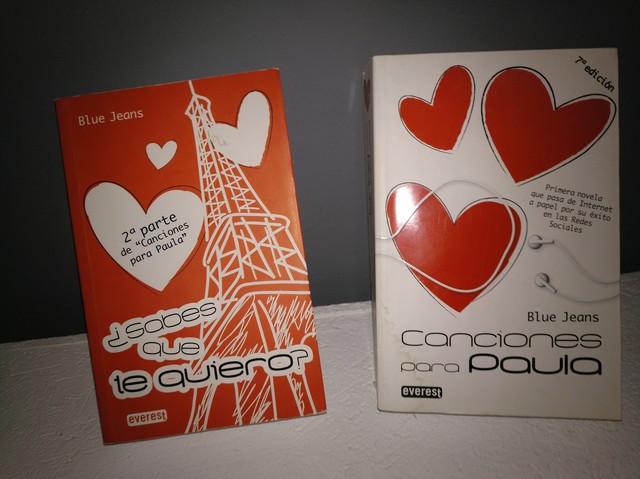 Blue Jeans
2ª parte
de "Canciones
para Paula"
¿sabes
que
te quiero?
everest
7ª edición
Primera novela
que pasa de Internet
a papel por su éxito
en las Redes
Sociales
Blue Jeans
Canciones
para Paula
everest